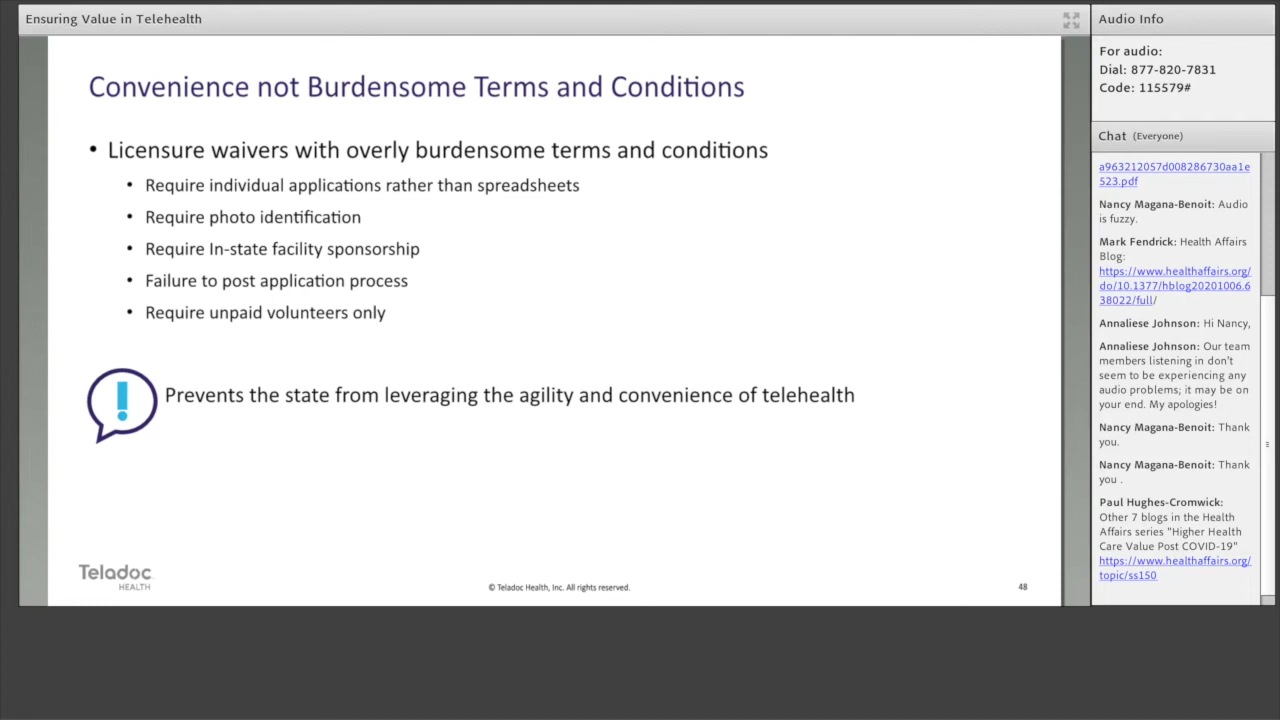 Ensuring Value in Telehealth
Convenience not Burdensome Terms and Conditions
• Licensure waivers with overly burdensome terms and conditions
• Require individual applications rather than spreadsheets
• Require photo identification
• Require In-state facility sponsorship
• Failure to post application process
• Require unpaid volunteers only
!
Prevents the state from leveraging the agility and convenience of telehealth
Teladoc
HEALTH
© Teladoc Health, Inc. All rights reserved.
48
Audio Info
For audio:
Dial: 877-820-7831
Code: 115579#
Chat (Everyone)
a963212057d008286730aa1e
523.pdf
Nancy Magana-Benoit: Audio
is fuzzy.
Mark Fendrick: Health Affairs
Blog:
https://www.healthaffairs.org/
do/10.1377/hblog20201006.6
38022/full/
Annaliese Johnson: Hi Nancy,
Annaliese Johnson: Our team
members listening in don't
seem to be experiencing any
audio problems; it may be on
your end. My apologies!
Nancy Magana-Benoit: Thank
you.
Nancy Magana-Benoit: Thank
you .
Paul Hughes-Cromwick:
Other 7 blogs in the Health
Affairs series "Higher Health
Care Value Post COVID-19"
https://www.healthaffairs.org/
topic/ss150